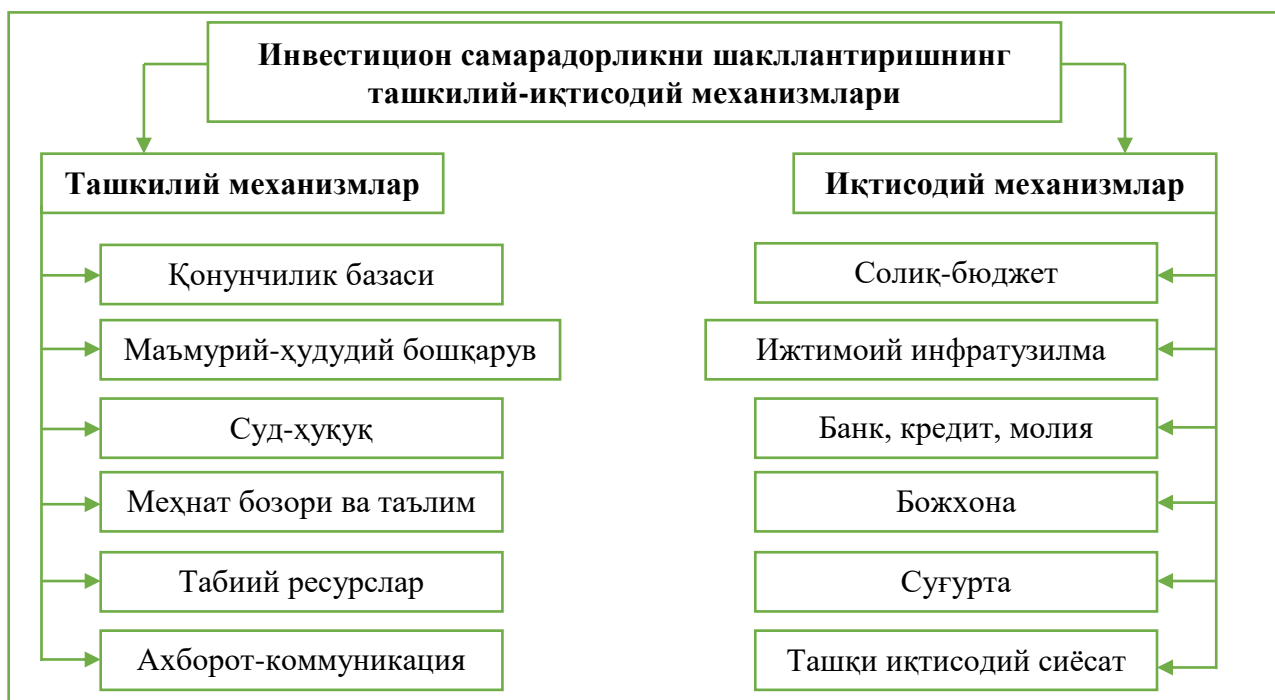 Инвестицион самарадорликни шакллантиришнинг
ташкилий-иқтисодий механизмлари
Ташкилий механизмлар
Қонунчилик базаси
Маъмурий-ҳудудий бошқарув
Суд-ҳуқуқ
Меҳнат бозори ва таълим
Табиий ресурслар
Ахборот-коммуникация
Иқтисодий механизмлар
Солиқ-бюджет
Ижтимоий инфратузилма
Банк, кредит, молия
Божхона
Суғурта
Ташқи иқтисодий сиёсат